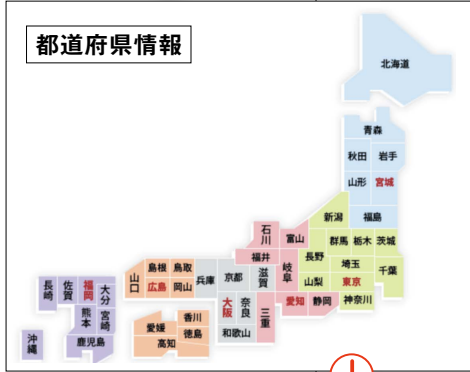 都道府県情報
北海道
青森
秋田
岩手
山形
宮城
福島
新潟
群馬
栃木
茨城
長野
埼玉
千葉
山梨
東京
神奈川
石川
富山
福井
岐阜
愛知
静岡
三重
滋賀
京都
兵庫
大阪
奈良
和歌山
鳥取
島根
岡山
広島
山口
香川
徳島
愛媛
高知
福岡
佐賀
長崎
大分
熊本
宮崎
鹿児島
沖縄